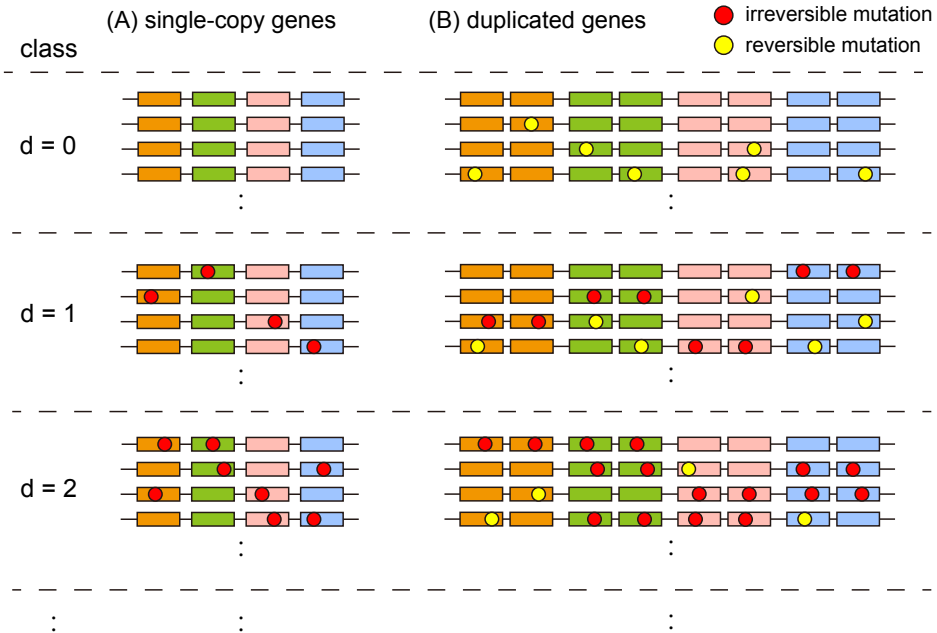 (A) single-copy genes
(B) duplicated genes
irreversible mutation
reversible mutation
class
d = 0
d = 1
d = 2